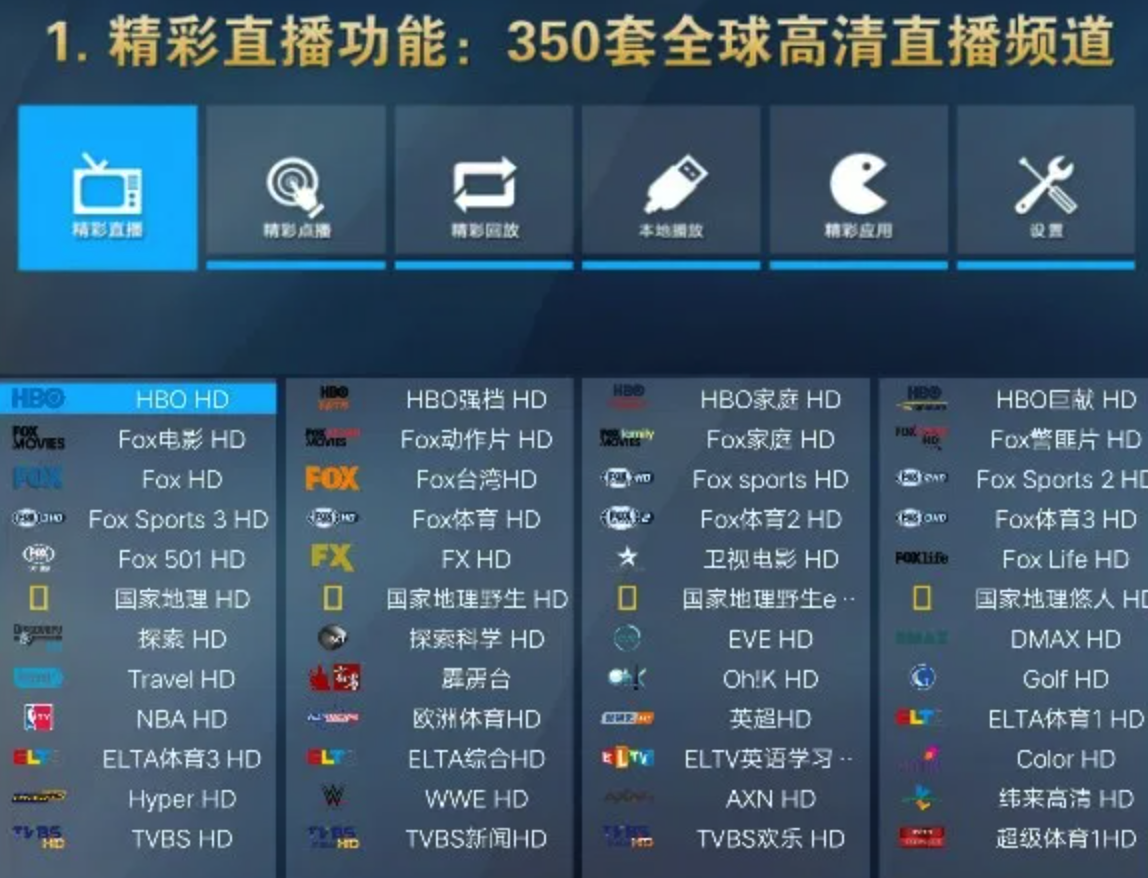 1. 精彩直播功能：350套全球高清直播频道
精彩直播 精彩点播 精彩回放 本地播放 精彩应用 设置
HBO HBO HD HBO HBO强档 HD HBO HBO家庭 HD HBO HBO巨献 HD
FOX MOVIES Fox电影 HD MOVIES Fox动作片 HD FOX MOVIES family Fox家庭 HD FOX Fox警匪片 HD
FOX Fox HD FOX Fox台湾HD FOX Fox sports HD FOX Fox Sports 2 HD
FOX Fox Sports 3 HD FOX Fox体育 HD FOX Fox体育2 HD FOX Fox体育3 HD
FOX Fox 501 HD FX FX HD 卫视电影 HD FOXlife Fox Life HD
国家地理 HD 国家地理野生 HD 国家地理野生e·· 国家地理悠人 HD
Discovery 探索 HD SCI 探索科学 HD EVE EVE HD DMAX DMAX HD
Travel HD 霹雳台 Oh!K Oh!K HD Golf HD
TV NBA HD 欧洲体育HD 英超HD ELT ELTA体育1 HD
ELT ELTA体育3 HD ELT ELTA综合HD ELTV ELTV英语学习·· Color HD
Hyper HD W WWE HD AXN AXN HD 纬来高清 HD
TVBS HD TVBS HD TVBS HD TVBS新闻HD TVBS HD TVBS欢乐 HD 超级体育1HD